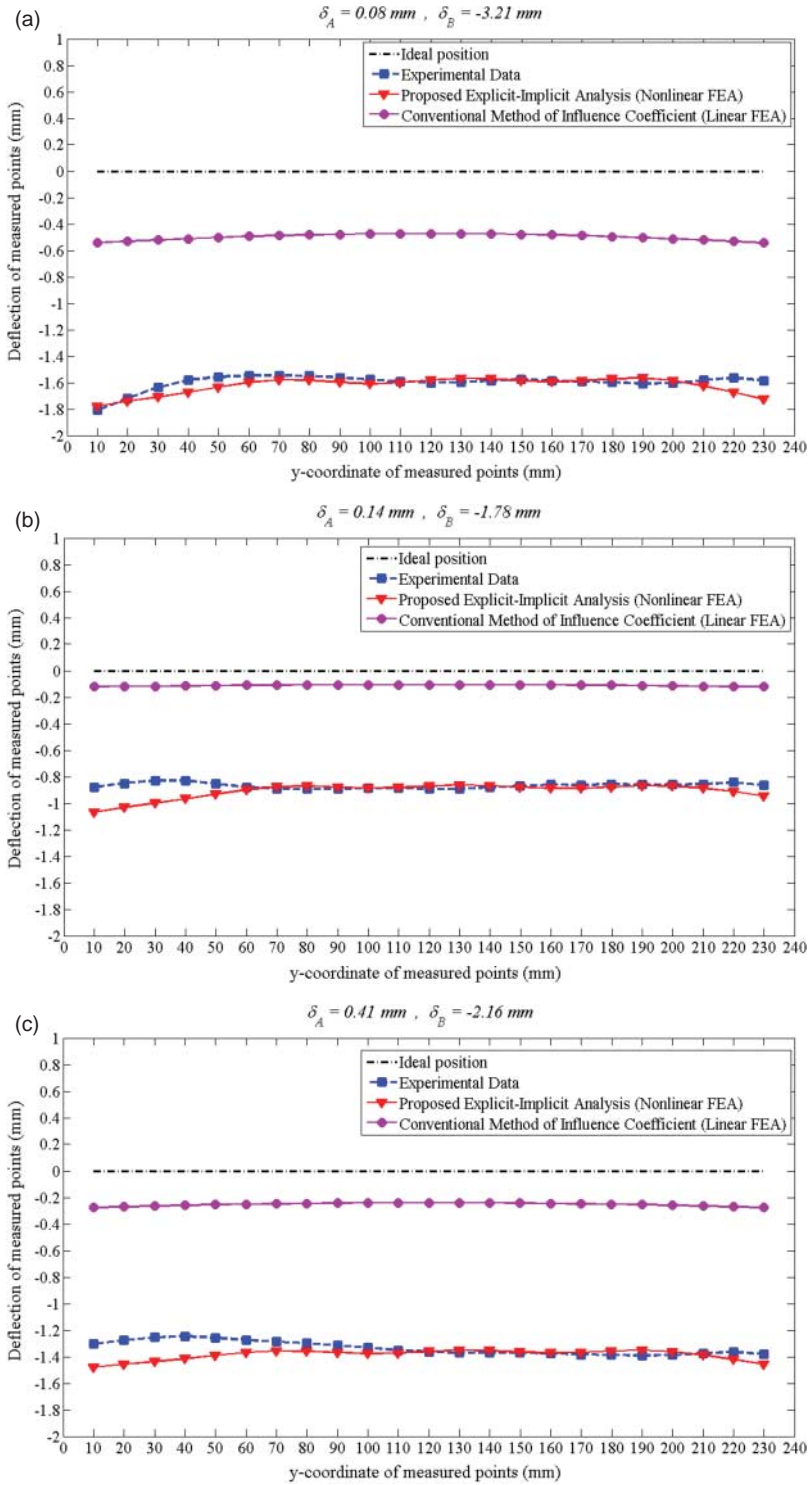 (a)
δA = 0.08 mm , δB = -3.21 mm
Ideal position
Experimental Data
Proposed Explicit-Implicit Analysis (Nonlinear FEA)
Conventional Method of Influence Coefficient (Linear FEA)
Deflection of measured points (mm)
1
0.8
0.6
0.4
0.2
0
-0.2
-0.4
-0.6
-0.8
-1
-1.2
-1.4
-1.6
-1.8
-2
0 10 20 30 40 50 60 70 80 90 100 110 120 130 140 150 160 170 180 190 200 210 220 230 240
y-coordinate of measured points (mm)
(b)
δA = 0.14 mm , δB = -1.78 mm
Ideal position
Experimental Data
Proposed Explicit-Implicit Analysis (Nonlinear FEA)
Conventional Method of Influence Coefficient (Linear FEA)
Deflection of measured points (mm)
1
0.8
0.6
0.4
0.2
0
-0.2
-0.4
-0.6
-0.8
-1
-1.2
-1.4
-1.6
-1.8
-2
0 10 20 30 40 50 60 70 80 90 100 110 120 130 140 150 160 170 180 190 200 210 220 230 240
y-coordinate of measured points (mm)
(c)
δA = 0.41 mm , δB = -2.16 mm
Ideal position
Experimental Data
Proposed Explicit-Implicit Analysis (Nonlinear FEA)
Conventional Method of Influence Coefficient (Linear FEA)
Deflection of measured points (mm)
1
0.8
0.6
0.4
0.2
0
-0.2
-0.4
-0.6
-0.8
-1
-1.2
-1.4
-1.6
-1.8
-2
0 10 20 30 40 50 60 70 80 90 100 110 120 130 140 150 160 170 180 190 200 210 220 230 240
y-coordinate of measured points (mm)